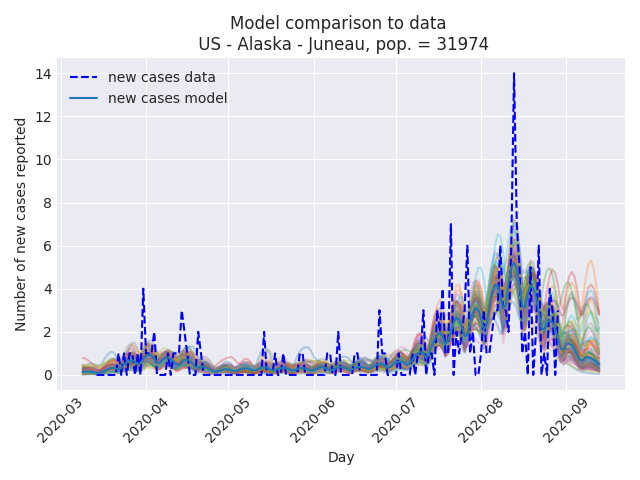 Model comparison to data
US - Alaska - Juneau, pop. = 31974
new cases data
new cases model
Number of new cases reported
14
12
10
8
6
4
2
0
2020-03
2020-04
2020-05
2020-06
2020-07
2020-08
2020-09
Day